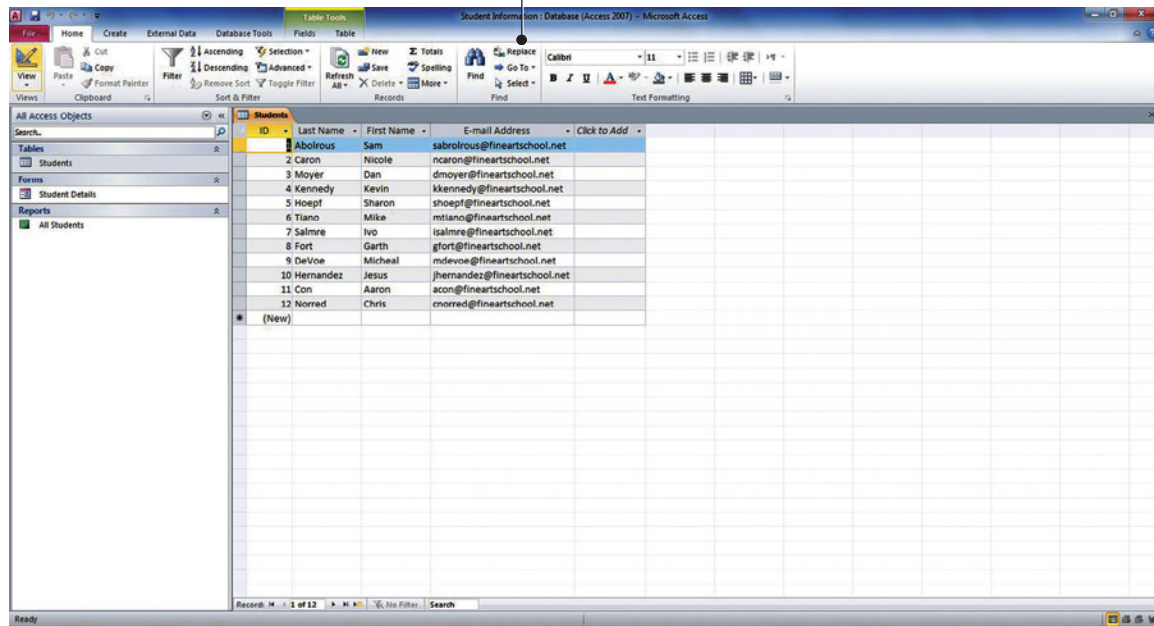 Table Tools
Student Information : Database (Access 2007) - Microsoft Access
File Home Create External Data Database Tools Fields Table
View
Views
Paste
Cut
Copy
Format Painter
Clipboard
Filter
Ascending
Descending
Remove Sort
Selection
Advanced
Toggle Filter
Sort & Filter
Refresh All
New
Save
Delete
Totals
Spelling
More
Records
Find
Replace
Go To
Select
Find
Calibri 11
B I U A
Text Formatting
All Access Objects
Search...
Tables
Students
Forms
Student Details
Reports
All Students
Students
ID Last Name First Name E-mail Address Click to Add
1 Abolrous Sam sabrolrous@fineartschool.net
2 Caron Nicole ncaron@fineartschool.net
3 Moyer Dan dmoyer@fineartschool.net
4 Kennedy Kevin kkennedy@fineartschool.net
5 Hoepf Sharon shoepf@fineartschool.net
6 Tiano Mike mtiano@fineartschool.net
7 Salmre Ivo isalmre@fineartschool.net
8 Fort Garth gfort@fineartschool.net
9 DeVoe Micheal mdevoe@fineartschool.net
10 Hernandez Jesus jhernandez@fineartschool.net
11 Con Aaron acon@fineartschool.net
12 Norred Chris cnorred@fineartschool.net
(New)
Record: 1 of 12 No Filter Search
Ready